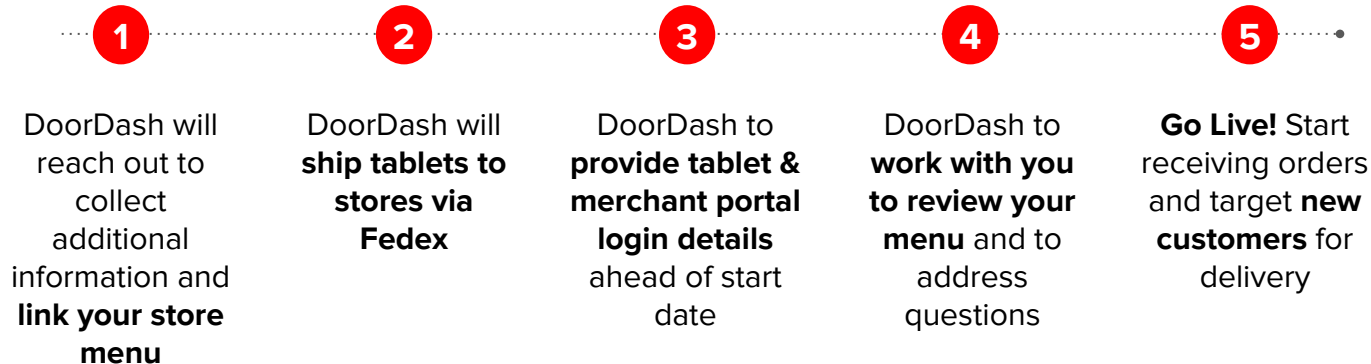 1
DoorDash will
reach out to
collect
additional
information and
link your store
menu
2
DoorDash will
ship tablets to
stores via
Fedex
3
DoorDash to
provide tablet &
merchant portal
login details
ahead of start
date
4
DoorDash to
work with you
to review your
menu and to
address
questions
5
Go Live! Start
receiving orders
and target new
customers for
delivery